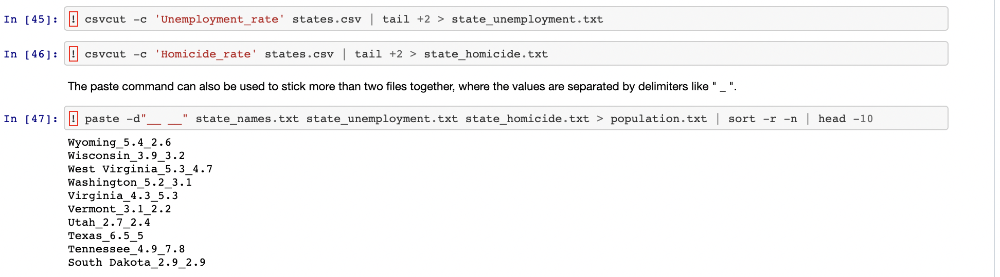 In [45]: ! csvcut -c 'Unemployment_rate' states.csv | tail +2 > state_unemployment.txt
In [46]: ! csvcut -c 'Homicide_rate' states.csv | tail +2 > state_homicide.txt
The paste command can also be used to stick more than two files together, where the values are separated by delimiters like " _ ".
In [47]: ! paste -d"__ __" state_names.txt state_unemployment.txt state_homicide.txt > population.txt | sort -r -n | head -10
Wyoming_5.4_2.6
Wisconsin_3.9_3.2
West Virginia_5.3_4.7
Washington_5.2_3.1
Virginia_4.3_5.3
Vermont_3.1_2.2
Utah_2.7_2.4
Texas_6.5_5
Tennessee_4.9_7.8
South Dakota_2.9_2.9